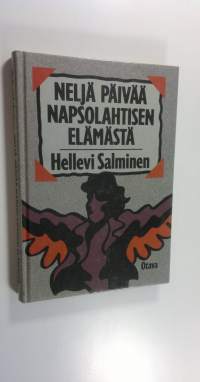 NELJÄ PÄIVÄÄ
NAPSOLAHTISEN
ELÄMÄSTÄ
Hellevi Salminen
Otava